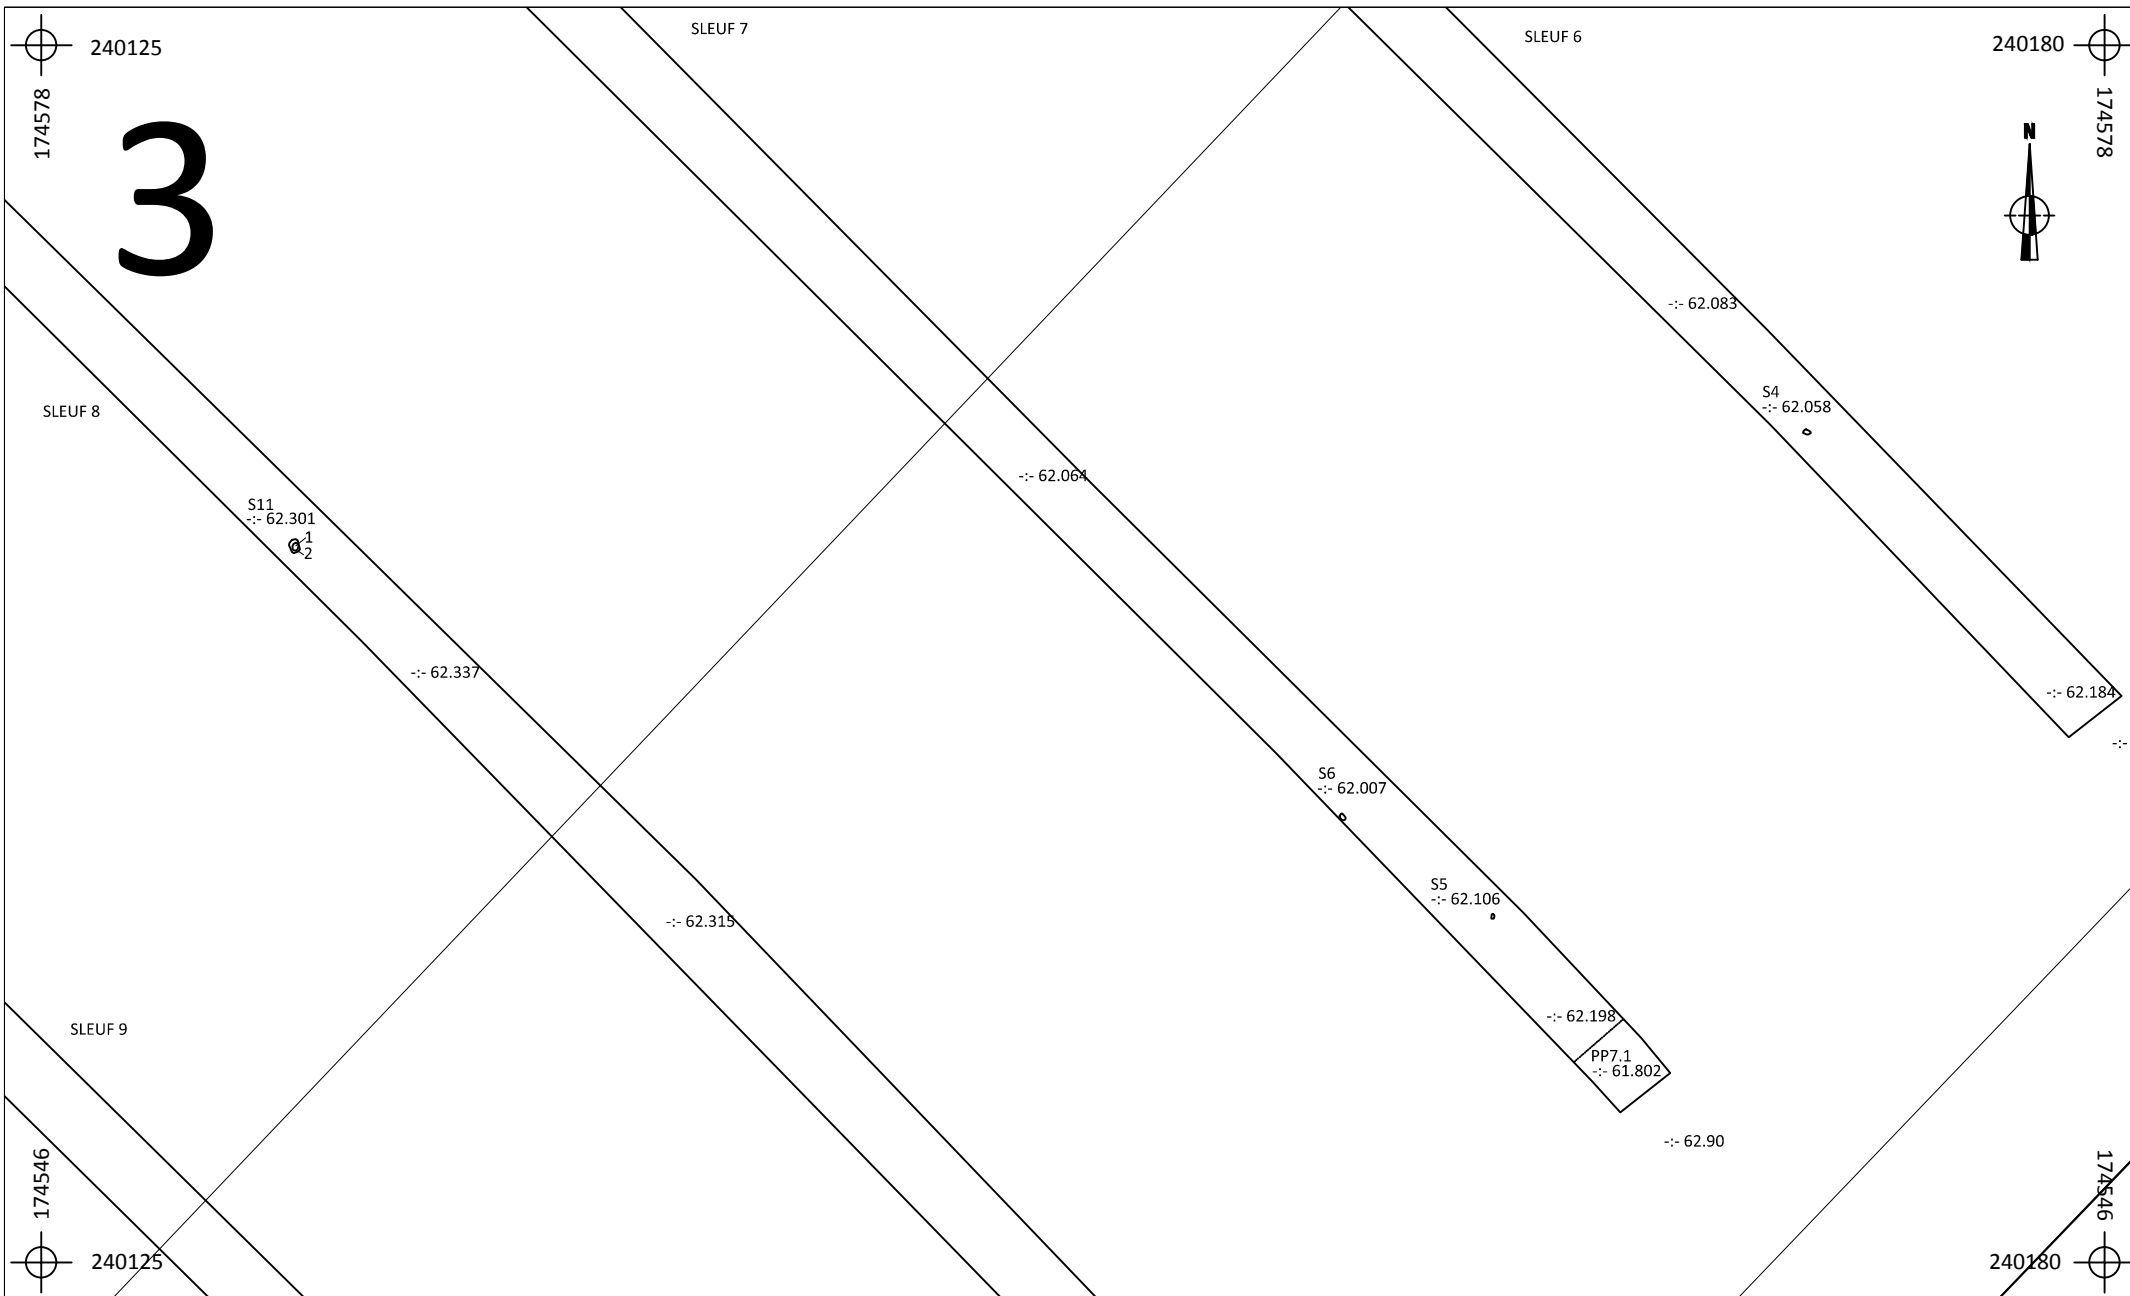 SLEUF 7
SLEUF 6
240125
240180
174578
174578
3
N
-:- 62.083
S4
-:- 62.058
SLEUF 8
-:- 62.064
S11
-:- 62.301
1
2
-:- 62.337
-:- 62.184
-:-
S6
-:- 62.007
S5
-:- 62.106
-:- 62.315
-:- 62.198
SLEUF 9
PP7.1
-:- 61.802
-:- 62.90
174546
174546
240125
240180